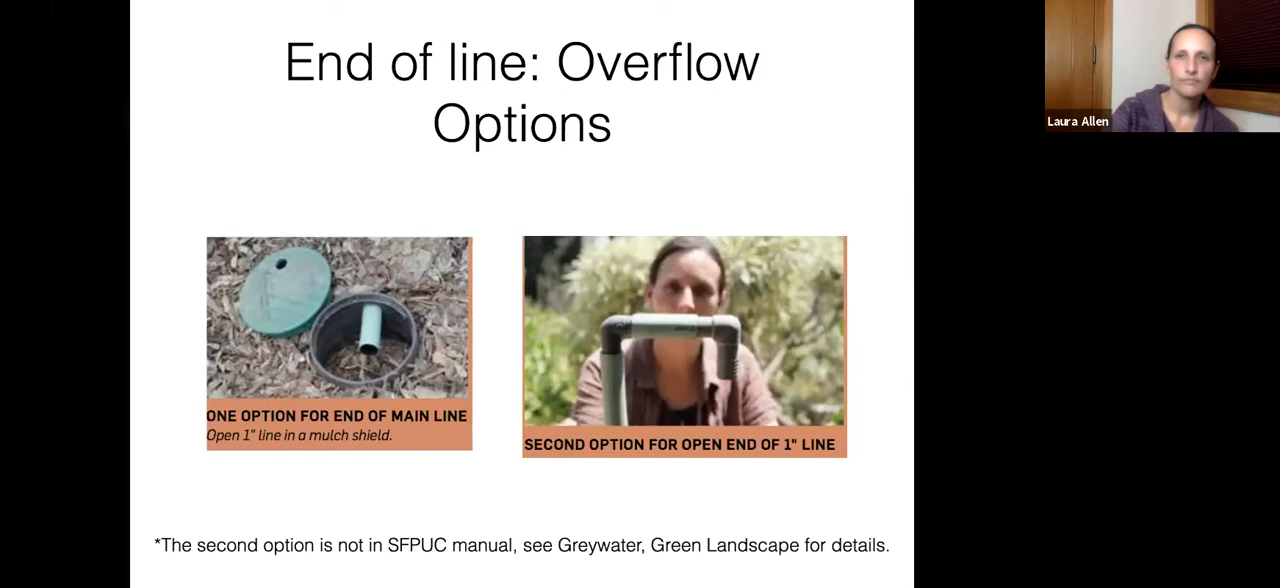 End of line: Overflow
Options
ONE OPTION FOR END OF MAIN LINE
Open 1" line in a mulch shield.
SECOND OPTION FOR OPEN END OF 1" LINE
*The second option is not in SFPUC manual, see Greywater, Green Landscape for details.
Laura Allen